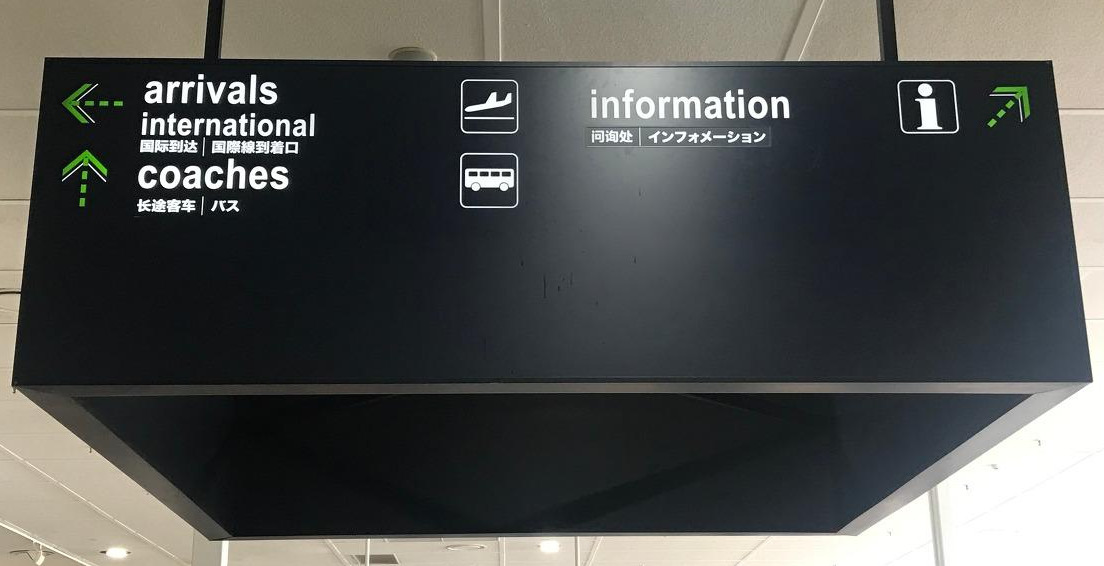 arrivals
international
国际到达 | 国際線到着口
coaches
长途客车 | バス
information
问询处 | インフォメーション